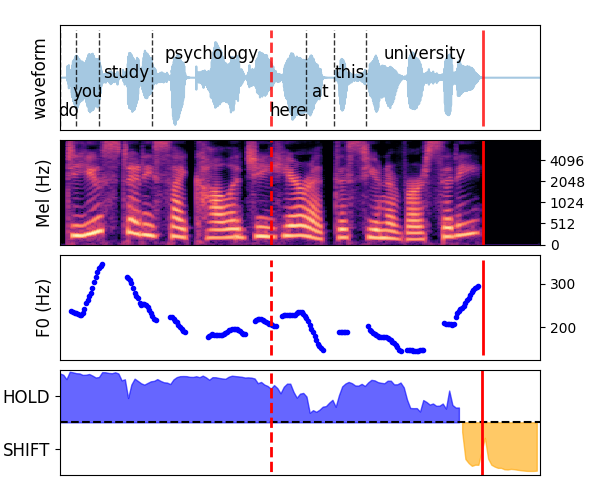 waveform
do
you
study
psychology
here
at
this
university
Mel (Hz)
4096
2048
1024
512
0
F0 (Hz)
300
200
HOLD
SHIFT